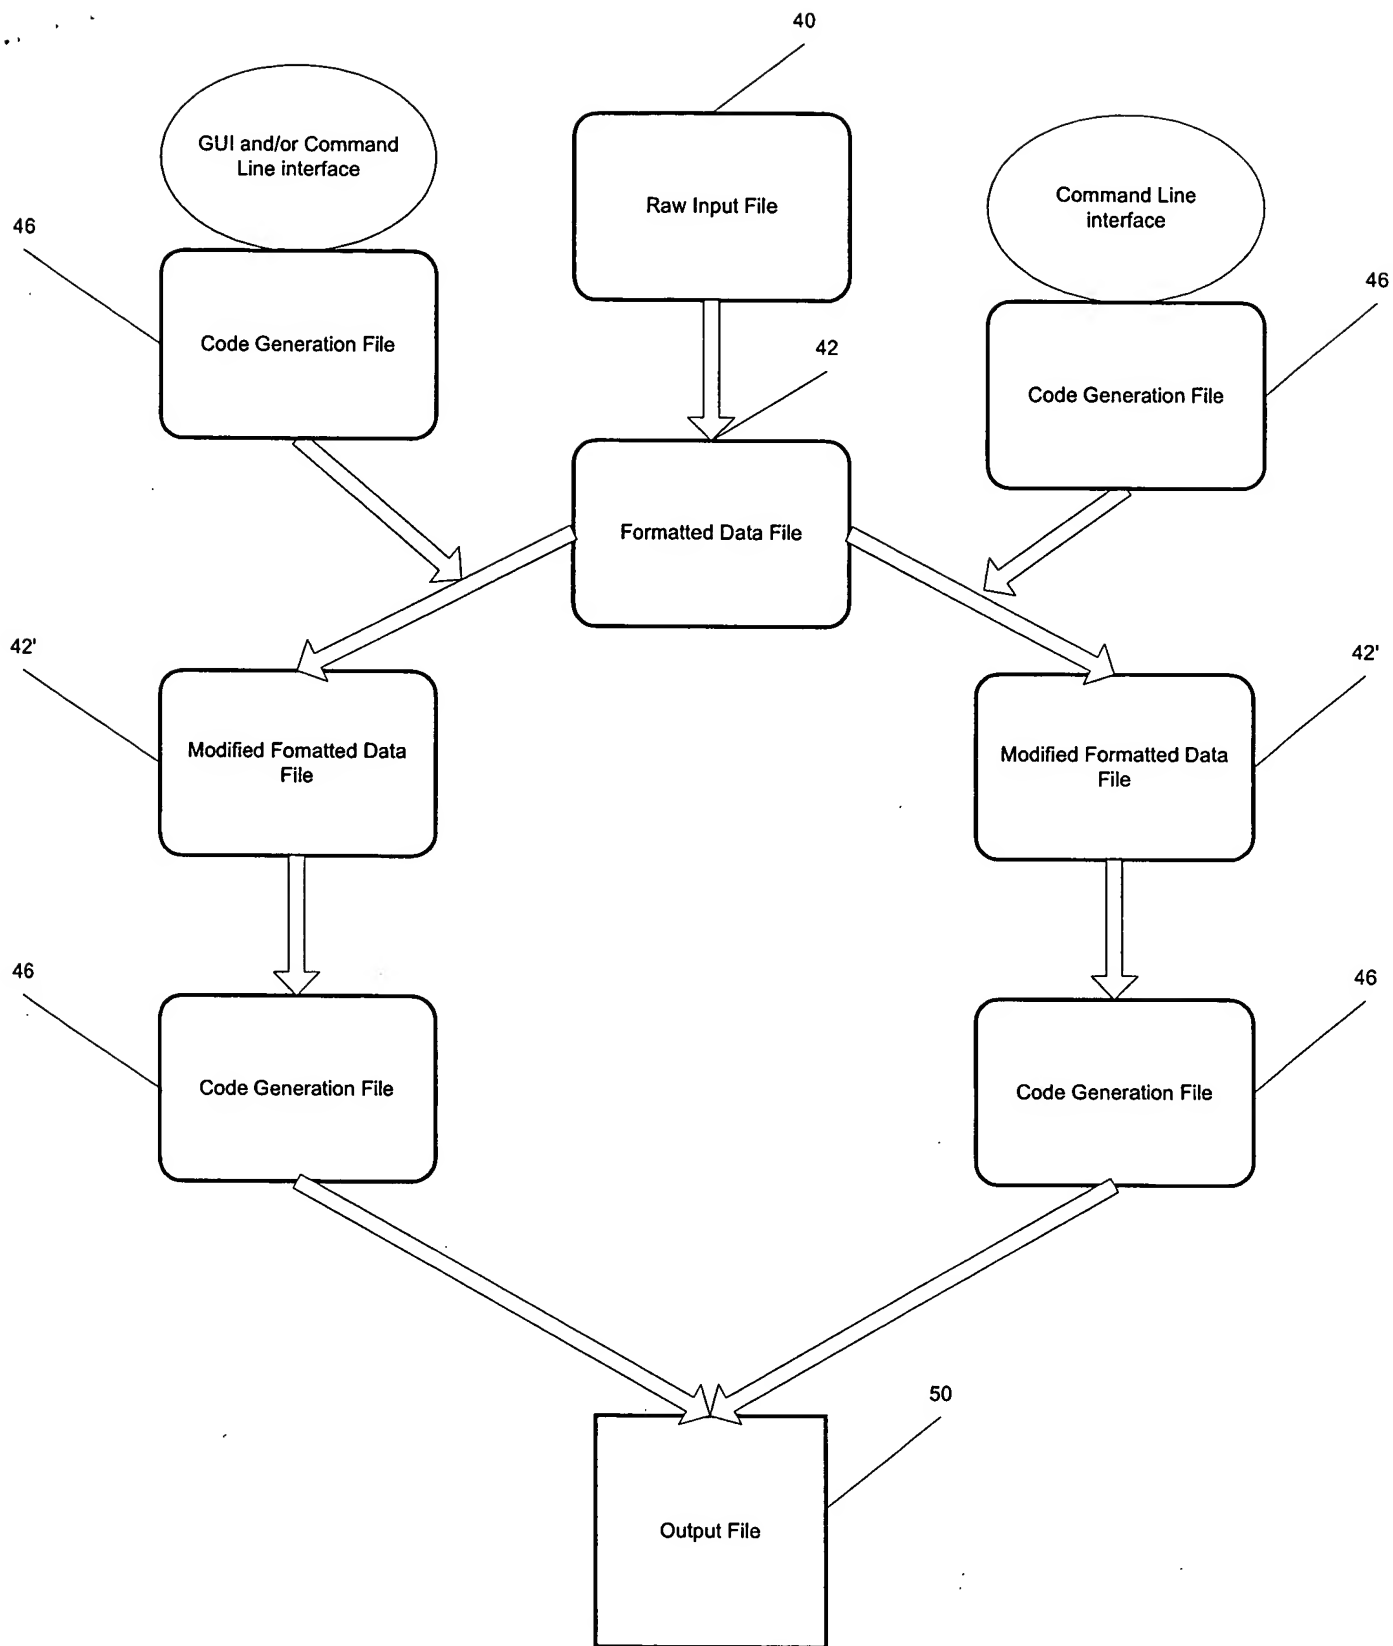 40
GUI and/or Command
Line interface
Raw Input File
Command Line
interface
46
Code Generation File
46
42
Code Generation File
Formatted Data File
42'
Modified Fomatted Data
File
42'
Modified Formatted Data
File
46
Code Generation File
46
Code Generation File
50
Output File